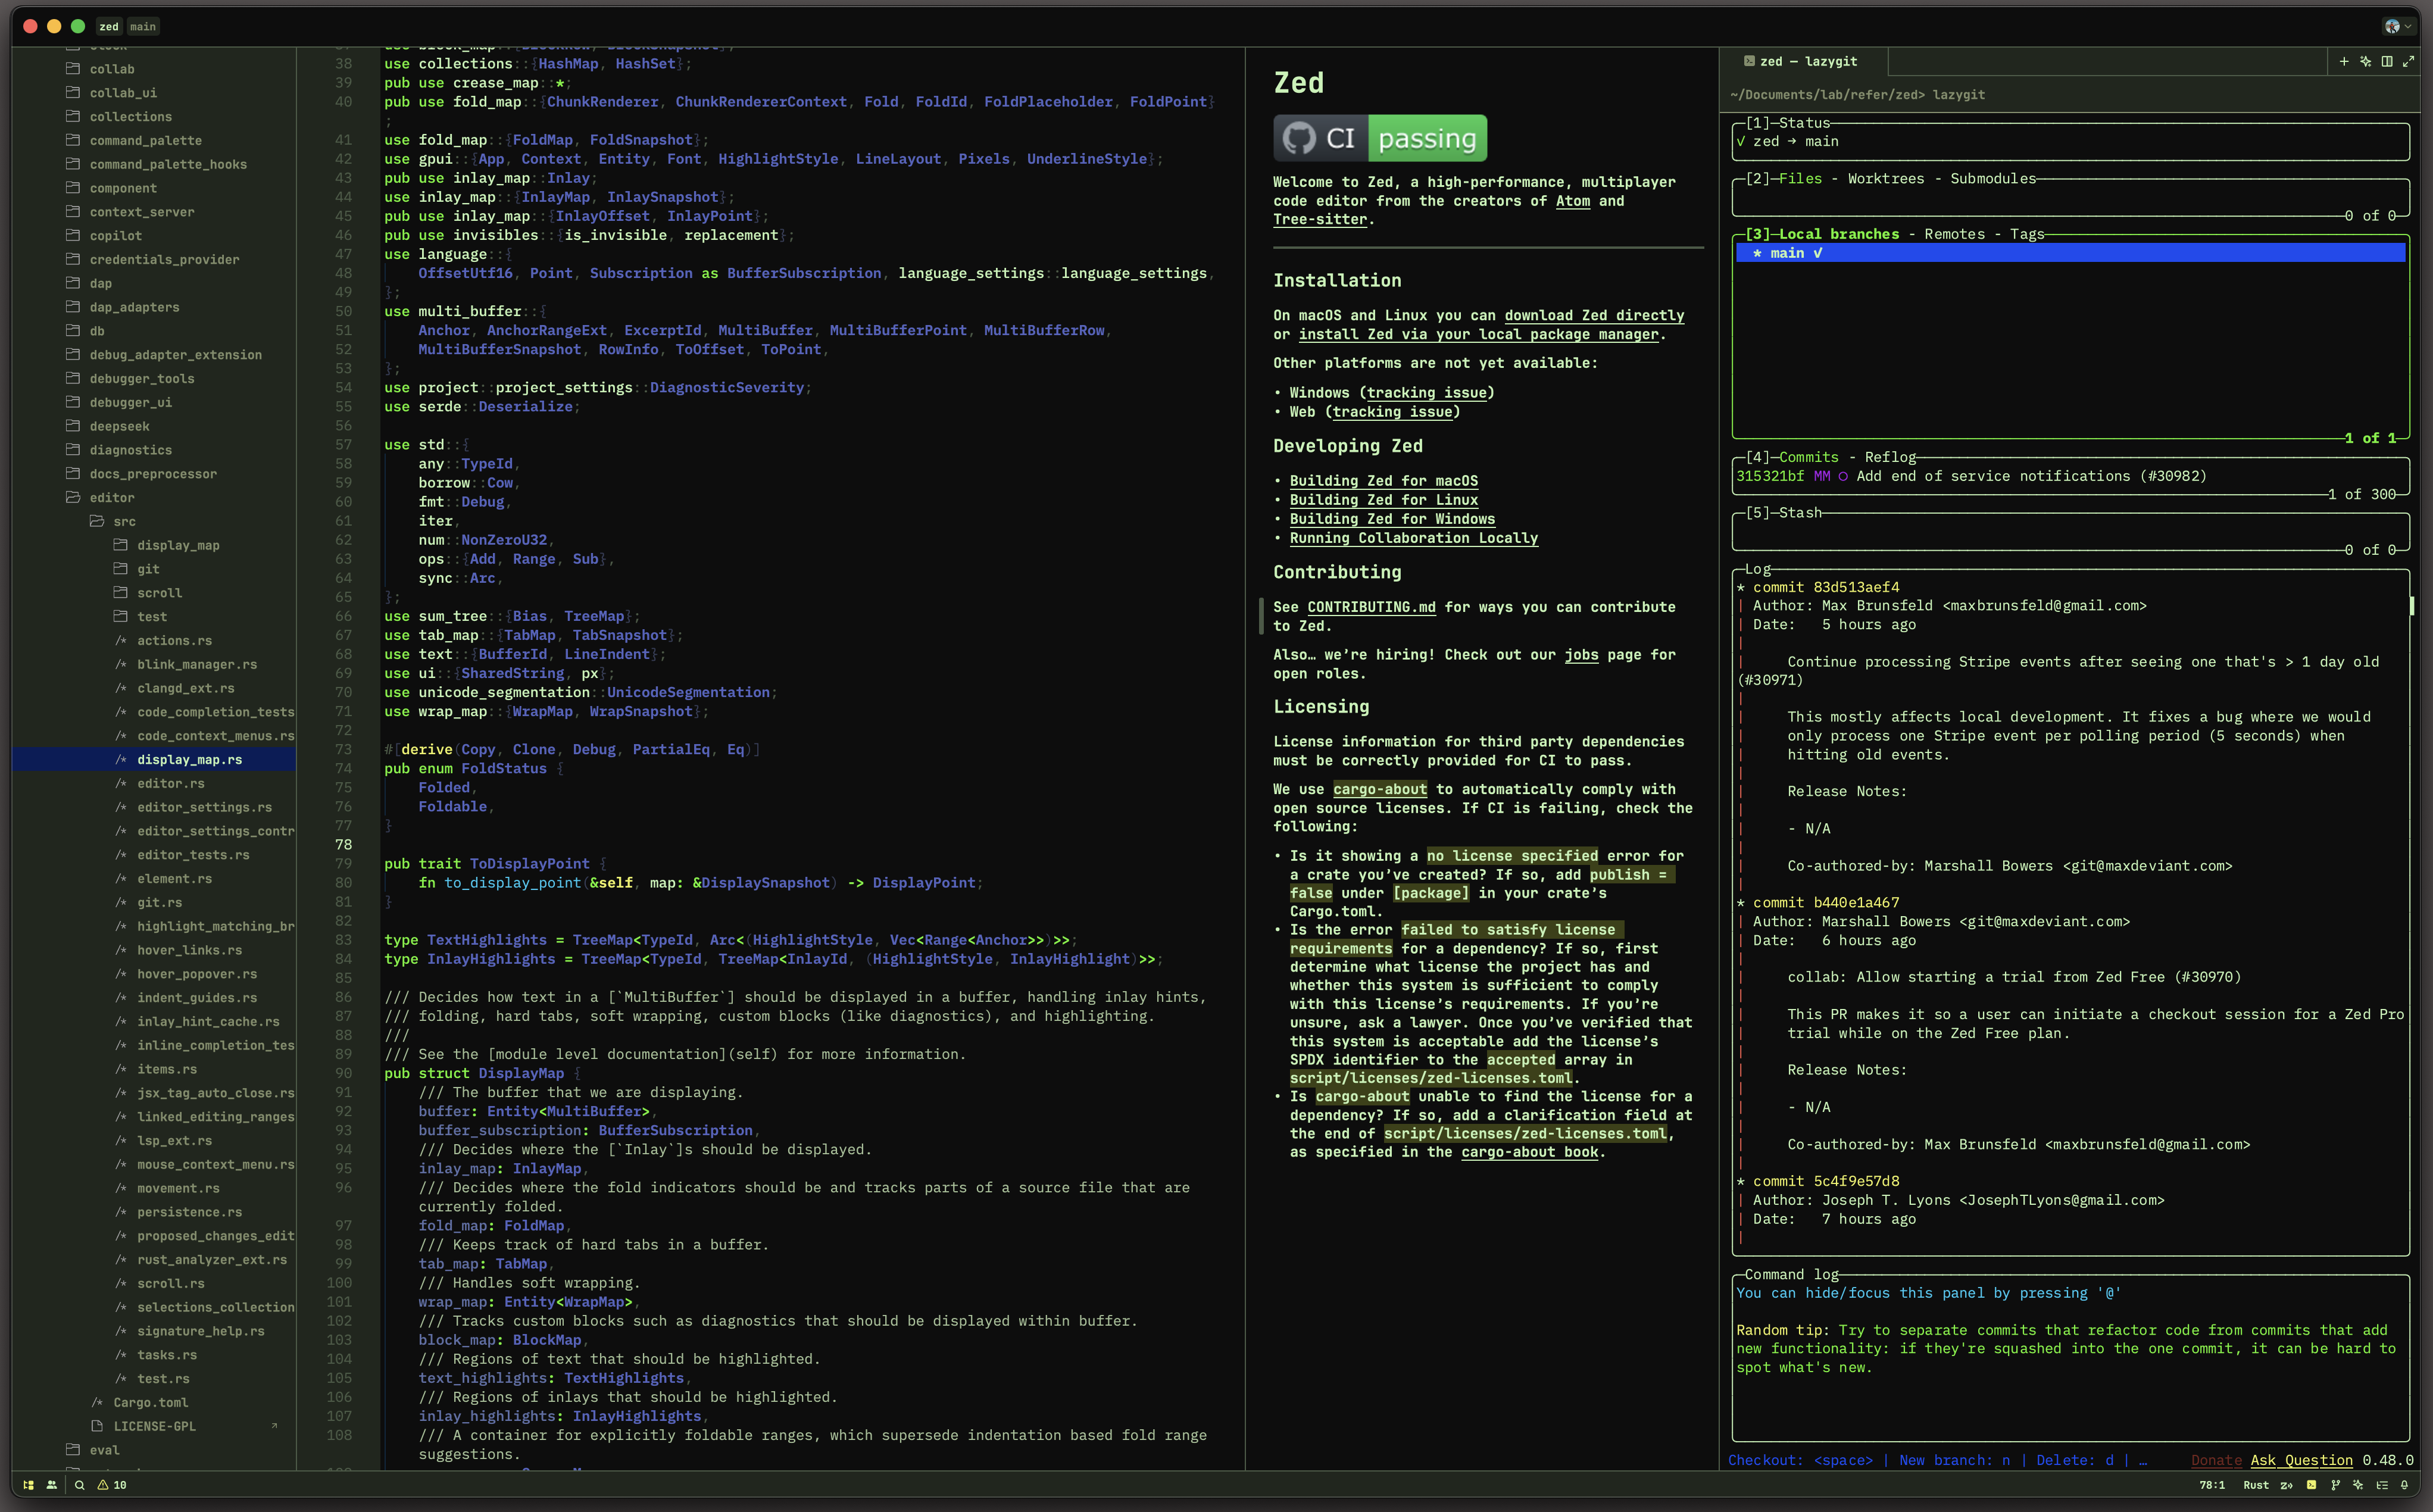 zed main
collab
collab_ui
collections
command_palette
command_palette_hooks
component
context_server
copilot
credentials_provider
dap
dap_adapters
db
debug_adapter_extension
debugger_tools
debugger_ui
deepseek
diagnostics
docs_preprocessor
editor
src
display_map
git
scroll
test
/* actions.rs
/* blink_manager.rs
/* clangd_ext.rs
/* code_completion_tests
/* code_context_menus.rs
/* display_map.rs
/* editor.rs
/* editor_settings.rs
/* editor_settings_contr
/* editor_tests.rs
/* element.rs
/* git.rs
/* highlight_matching_br
/* hover_links.rs
/* hover_popover.rs
/* indent_guides.rs
/* inlay_hint_cache.rs
/* inline_completion_tes
/* items.rs
/* jsx_tag_auto_close.rs
/* linked_editing_ranges
/* lsp_ext.rs
/* mouse_context_menu.rs
/* movement.rs
/* persistence.rs
/* proposed_changes_edit
/* rust_analyzer_ext.rs
/* scroll.rs
/* selections_collection
/* signature_help.rs
/* tasks.rs
/* test.rs
/* Cargo.toml
LICENSE-GPL
eval
38 use collections::{HashMap, HashSet};
39 pub use crease_map::*;
40 pub use fold_map::{ChunkRenderer, ChunkRendererContext, Fold, FoldId, FoldPlaceholder, FoldPoint}
;
41 use fold_map::{FoldMap, FoldSnapshot};
42 use gpui::{App, Context, Entity, Font, HighlightStyle, LineLayout, Pixels, UnderlineStyle};
43 pub use inlay_map::Inlay;
44 use inlay_map::{InlayMap, InlaySnapshot};
45 pub use inlay_map::{InlayOffset, InlayPoint};
46 pub use invisibles::{is_invisible, replacement};
47 use language::{
48 OffsetUtf16, Point, Subscription as BufferSubscription, language_settings::language_settings,
49 };
50 use multi_buffer::{
51 Anchor, AnchorRangeExt, ExcerptId, MultiBuffer, MultiBufferPoint, MultiBufferRow,
52 MultiBufferSnapshot, RowInfo, ToOffset, ToPoint,
53 };
54 use project::project_settings::DiagnosticSeverity;
55 use serde::Deserialize;
56
57 use std::{
58 any::TypeId,
59 borrow::Cow,
60 fmt::Debug,
61 iter,
62 num::NonZeroU32,
63 ops::{Add, Range, Sub},
64 sync::Arc,
65 };
66 use sum_tree::{Bias, TreeMap};
67 use tab_map::{TabMap, TabSnapshot};
68 use text::{BufferId, LineIndent};
69 use ui::{SharedString, px};
70 use unicode_segmentation::UnicodeSegmentation;
71 use wrap_map::{WrapMap, WrapSnapshot};
72
73 #[derive(Copy, Clone, Debug, PartialEq, Eq)]
74 pub enum FoldStatus {
75 Folded,
76 Foldable,
77 }
78
79 pub trait ToDisplayPoint {
80 fn to_display_point(&self, map: &DisplaySnapshot) -> DisplayPoint;
81 }
82
83 type TextHighlights = TreeMap<TypeId, Arc<(HighlightStyle, Vec<Range<Anchor>>)>>;
84 type InlayHighlights = TreeMap<TypeId, TreeMap<InlayId, (HighlightStyle, InlayHighlight)>>;
85
86 /// Decides how text in a [`MultiBuffer`] should be displayed in a buffer, handling inlay hints,
87 /// folding, hard tabs, soft wrapping, custom blocks (like diagnostics), and highlighting.
88 ///
89 /// See the [module level documentation](self) for more information.
90 pub struct DisplayMap {
91 /// The buffer that we are displaying.
92 buffer: Entity<MultiBuffer>,
93 buffer_subscription: BufferSubscription,
94 /// Decides where the [`Inlay`]s should be displayed.
95 inlay_map: InlayMap,
96 /// Decides where the fold indicators should be and tracks parts of a source file that are
currently folded.
97 fold_map: FoldMap,
98 /// Keeps track of hard tabs in a buffer.
99 tab_map: TabMap,
100 /// Handles soft wrapping.
101 wrap_map: Entity<WrapMap>,
102 /// Tracks custom blocks such as diagnostics that should be displayed within buffer.
103 block_map: BlockMap,
104 /// Regions of text that should be highlighted.
105 text_highlights: TextHighlights,
106 /// Regions of inlays that should be highlighted.
107 inlay_highlights: InlayHighlights,
108 /// A container for explicitly foldable ranges, which supersede indentation based fold range
suggestions.
Zed
CI passing
Welcome to Zed, a high-performance, multiplayer
code editor from the creators of Atom and
Tree-sitter.
Installation
On macOS and Linux you can download Zed directly
or install Zed via your local package manager.
Other platforms are not yet available:
• Windows (tracking issue)
• Web (tracking issue)
Developing Zed
• Building Zed for macOS
• Building Zed for Linux
• Building Zed for Windows
• Running Collaboration Locally
Contributing
See CONTRIBUTING.md for ways you can contribute
to Zed.
Also… we’re hiring! Check out our jobs page for
open roles.
Licensing
License information for third party dependencies
must be correctly provided for CI to pass.
We use cargo-about to automatically comply with
open source licenses. If CI is failing, check the
following:
• Is it showing a no license specified error for
a crate you’ve created? If so, add publish =
false under [package] in your crate’s
Cargo.toml.
• Is the error failed to satisfy license
requirements for a dependency? If so, first
determine what license the project has and
whether this system is sufficient to comply
with this license’s requirements. If you’re
unsure, ask a lawyer. Once you’ve verified that
this system is acceptable add the license’s
SPDX identifier to the accepted array in
script/licenses/zed-licenses.toml.
• Is cargo-about unable to find the license for a
dependency? If so, add a clarification field at
the end of script/licenses/zed-licenses.toml,
as specified in the cargo-about book.
zed — lazygit
~/Documents/lab/refer/zed> lazygit
[1]─Status
✓ zed → main
[2]─Files - Worktrees - Submodules
0 of 0
[3]─Local branches - Remotes - Tags
* main ✓
1 of 1
[4]─Commits - Reflog
315321bf MM ○ Add end of service notifications (#30982)
1 of 300
[5]─Stash
0 of 0
Log
* commit 83d513aef4
| Author: Max Brunsfeld <maxbrunsfeld@gmail.com>
| Date: 5 hours ago
|
| Continue processing Stripe events after seeing one that's > 1 day old
(#30971)
|
| This mostly affects local development. It fixes a bug where we would
| only process one Stripe event per polling period (5 seconds) when
| hitting old events.
|
| Release Notes:
|
| - N/A
|
| Co-authored-by: Marshall Bowers <git@maxdeviant.com>
|
* commit b440e1a467
| Author: Marshall Bowers <git@maxdeviant.com>
| Date: 6 hours ago
|
| collab: Allow starting a trial from Zed Free (#30970)
|
| This PR makes it so a user can initiate a checkout session for a Zed Pro
| trial while on the Zed Free plan.
|
| Release Notes:
|
| - N/A
|
| Co-authored-by: Max Brunsfeld <maxbrunsfeld@gmail.com>
|
* commit 5c4f9e57d8
| Author: Joseph T. Lyons <JosephTLyons@gmail.com>
| Date: 7 hours ago
|
Command log
You can hide/focus this panel by pressing '@'
Random tip: Try to separate commits that refactor code from commits that add
new functionality: if they're squashed into the one commit, it can be hard to
spot what's new.
Checkout: <space> | New branch: n | Delete: d | … Donate Ask Question 0.48.0
10
78:1 Rust